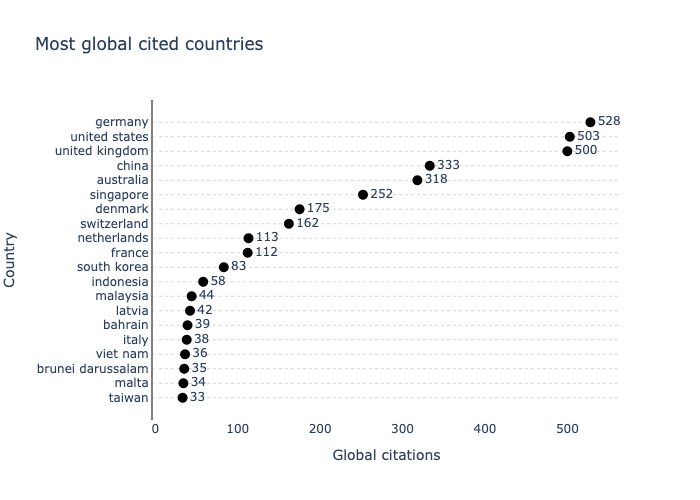 Most global cited countries
germany 528
united states 503
united kingdom 500
china 333
australia 318
singapore 252
denmark 175
switzerland 162
netherlands 113
france 112
south korea 83
indonesia 58
malaysia 44
latvia 42
bahrain 39
italy 38
viet nam 36
brunei darussalam 35
malta 34
taiwan 33
Country
0 100 200 300 400 500
Global citations